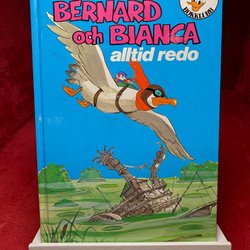 BERNARD
och BIANCA
alltid redo